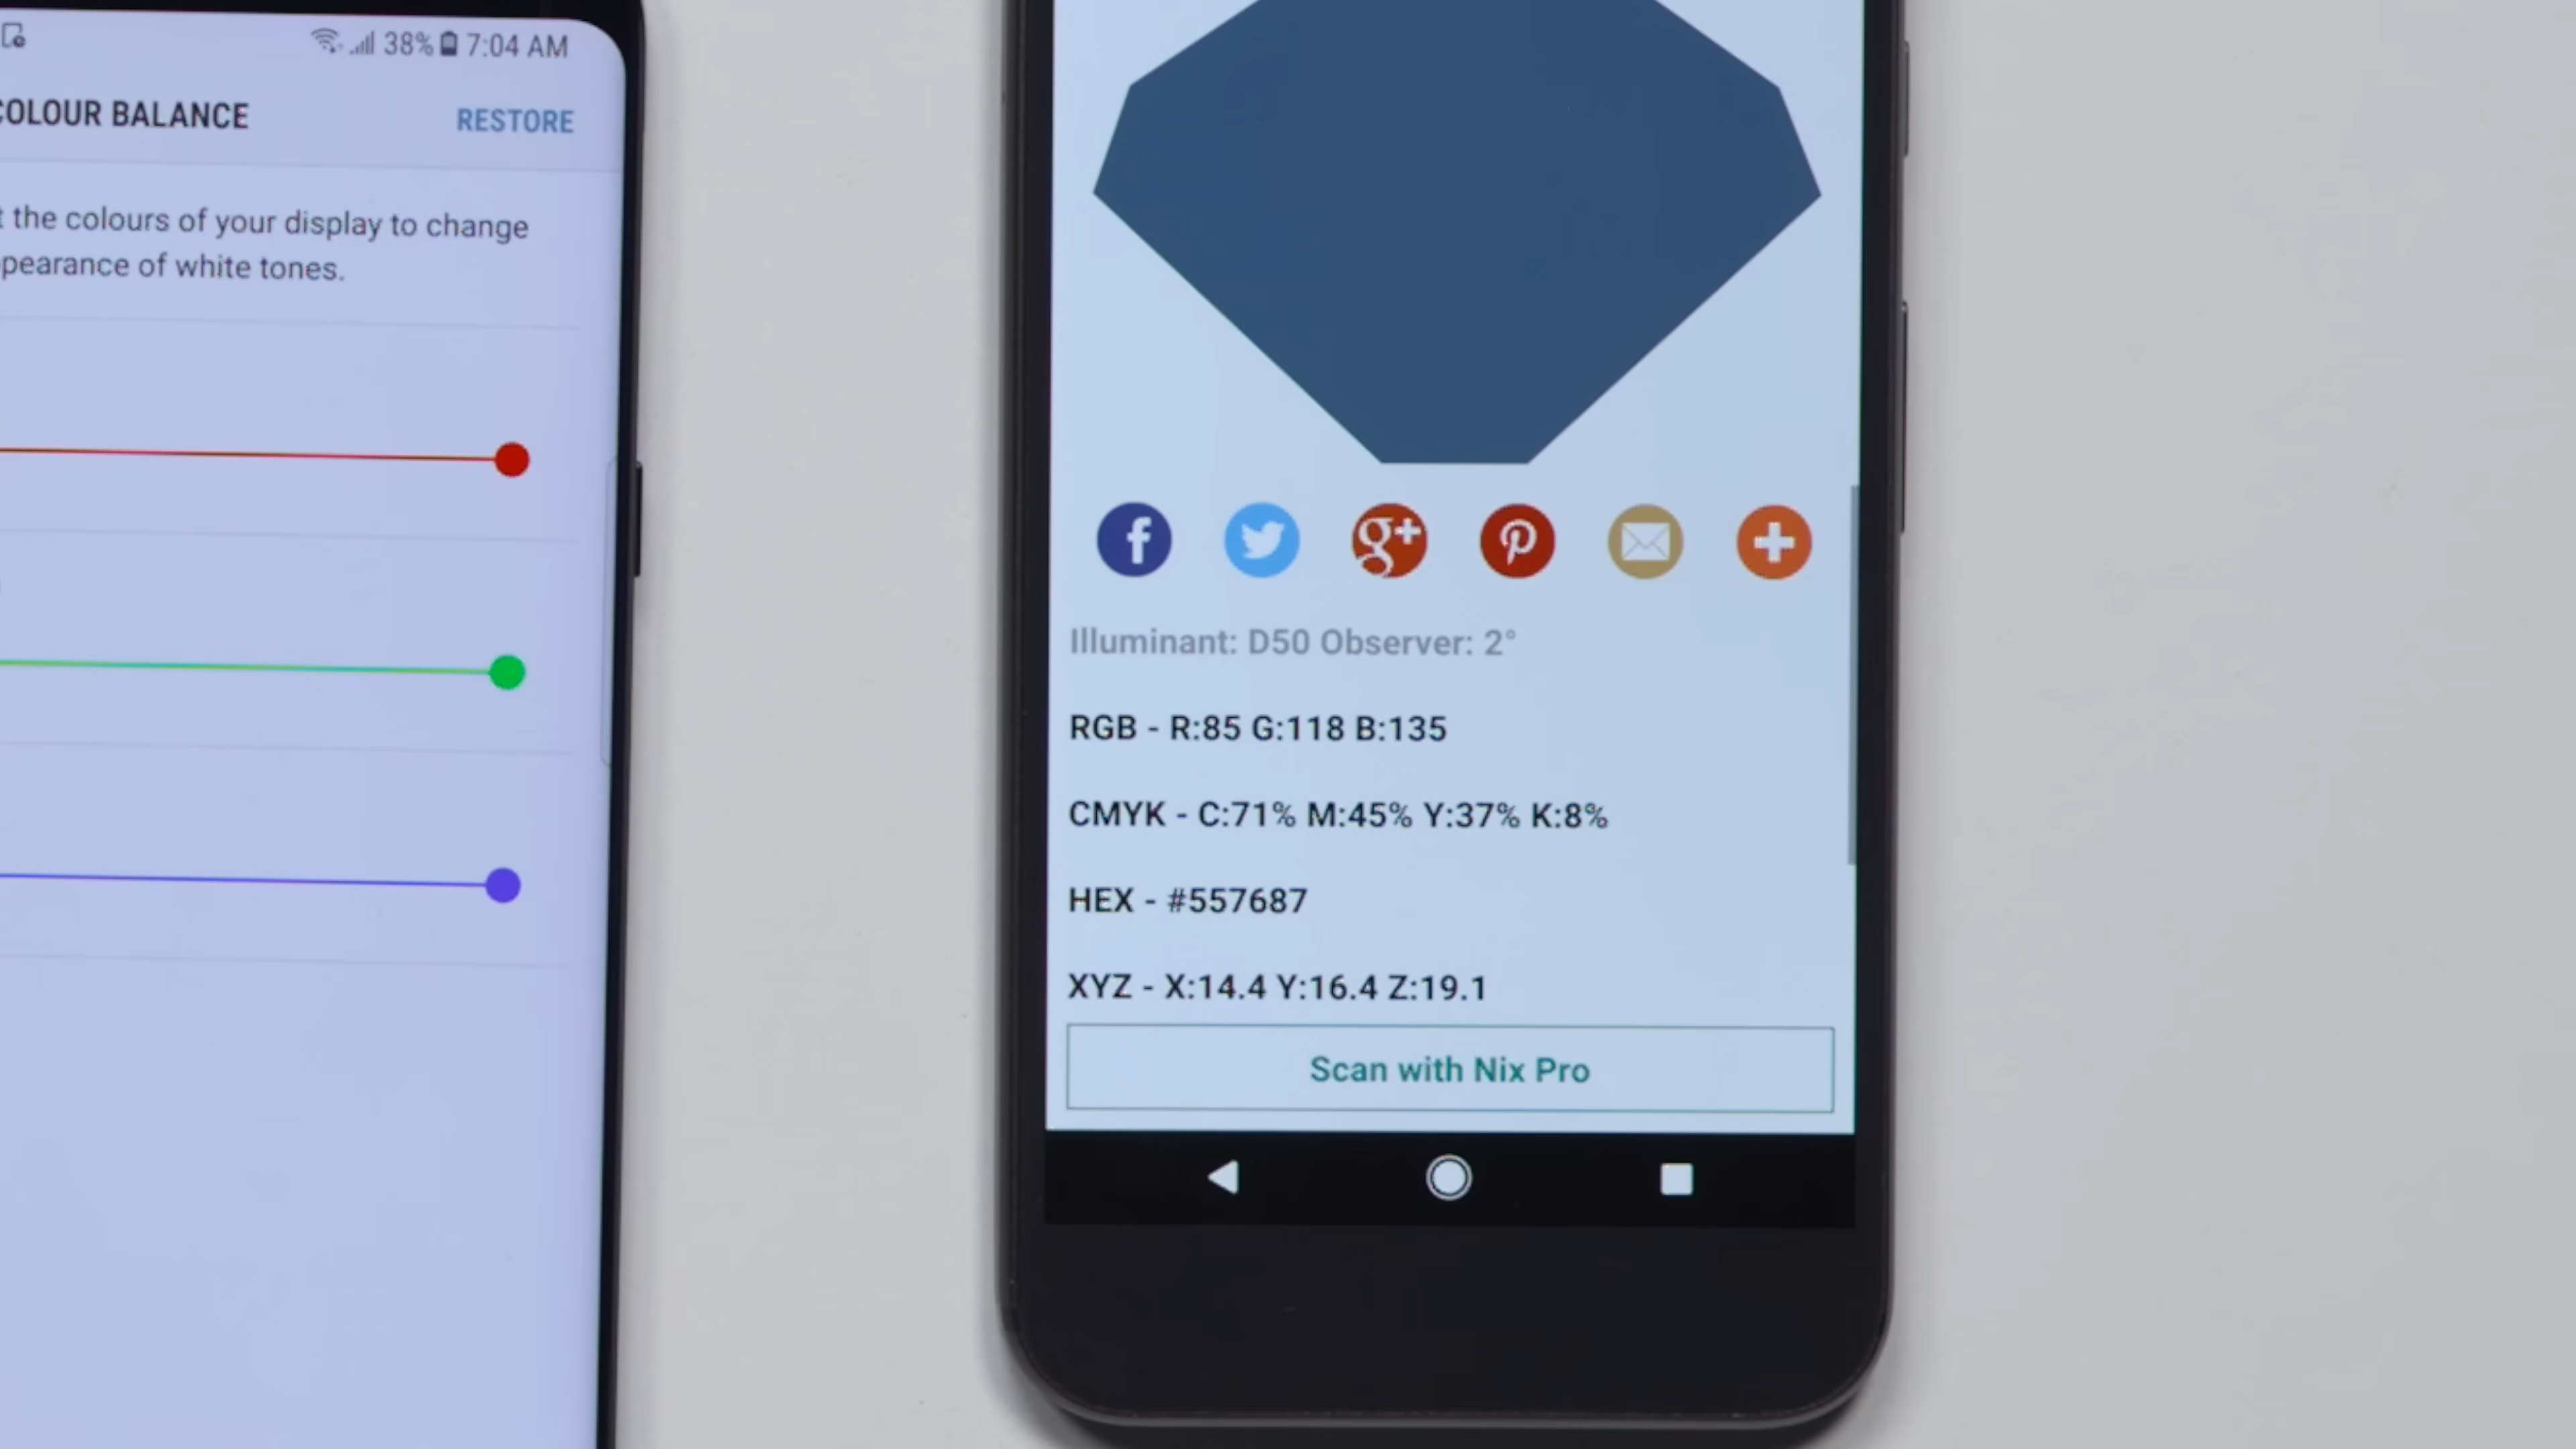 38% 7:04 AM
COLOUR BALANCE
RESTORE
t the colours of your display to change
pearance of white tones.
f
g+
Illuminant: D50 Observer: 2°
RGB - R:85 G:118 B:135
CMYK - C:71% M:45% Y:37% K:8%
HEX - #557687
XYZ - X:14.4 Y:16.4 Z:19.1
Scan with Nix Pro